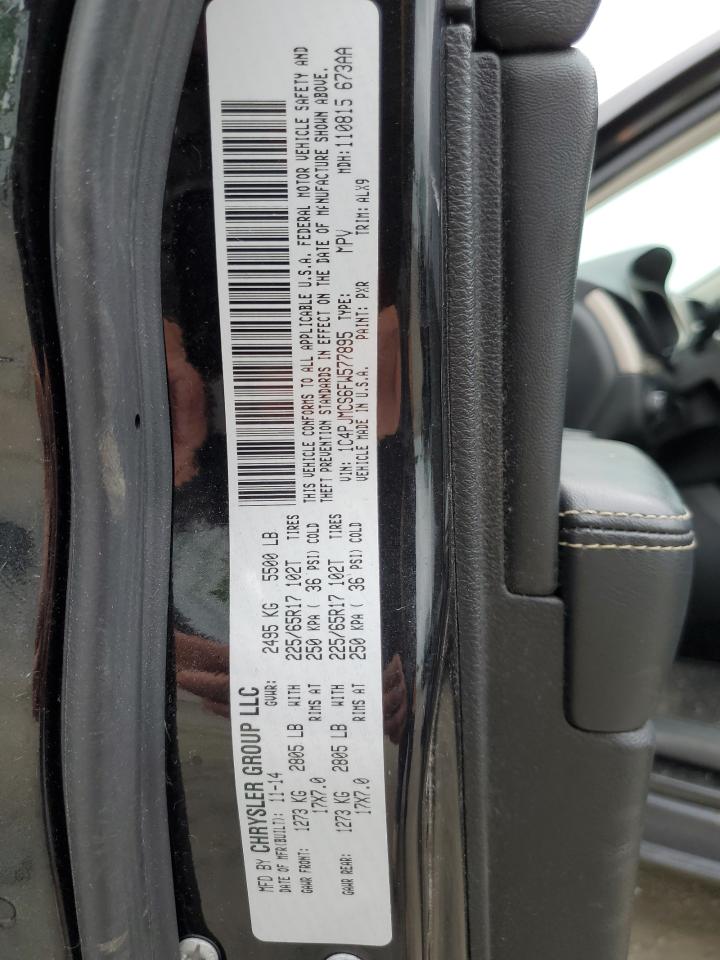 MFD BY CHRYSLER GROUP LLC
DATE OF MFR(BUILT): 11-14 GVWR: 2495 KG 5500 LB
GAWR FRONT: 1273 KG 2805 LB WITH 225/65R17 102T TIRES
17X7.0 RIMS AT 250 KPA ( 36 PSI) COLD
GAWR REAR: 1273 KG 2805 LB WITH 225/65R17 102T TIRES
17X7.0 RIMS AT 250 KPA ( 36 PSI) COLD
THIS VEHICLE CONFORMS TO ALL APPLICABLE U.S.A. FEDERAL MOTOR VEHICLE SAFETY AND
THEFT PREVENTION STANDARDS IN EFFECT ON THE DATE OF MANUFACTURE SHOWN ABOVE.
VIN: 1C4PJMCS6FW577895 TYPE: MPV MDH:110815 673AA
VEHICLE MADE IN U.S.A. PAINT: PXR TRIM: ALX9